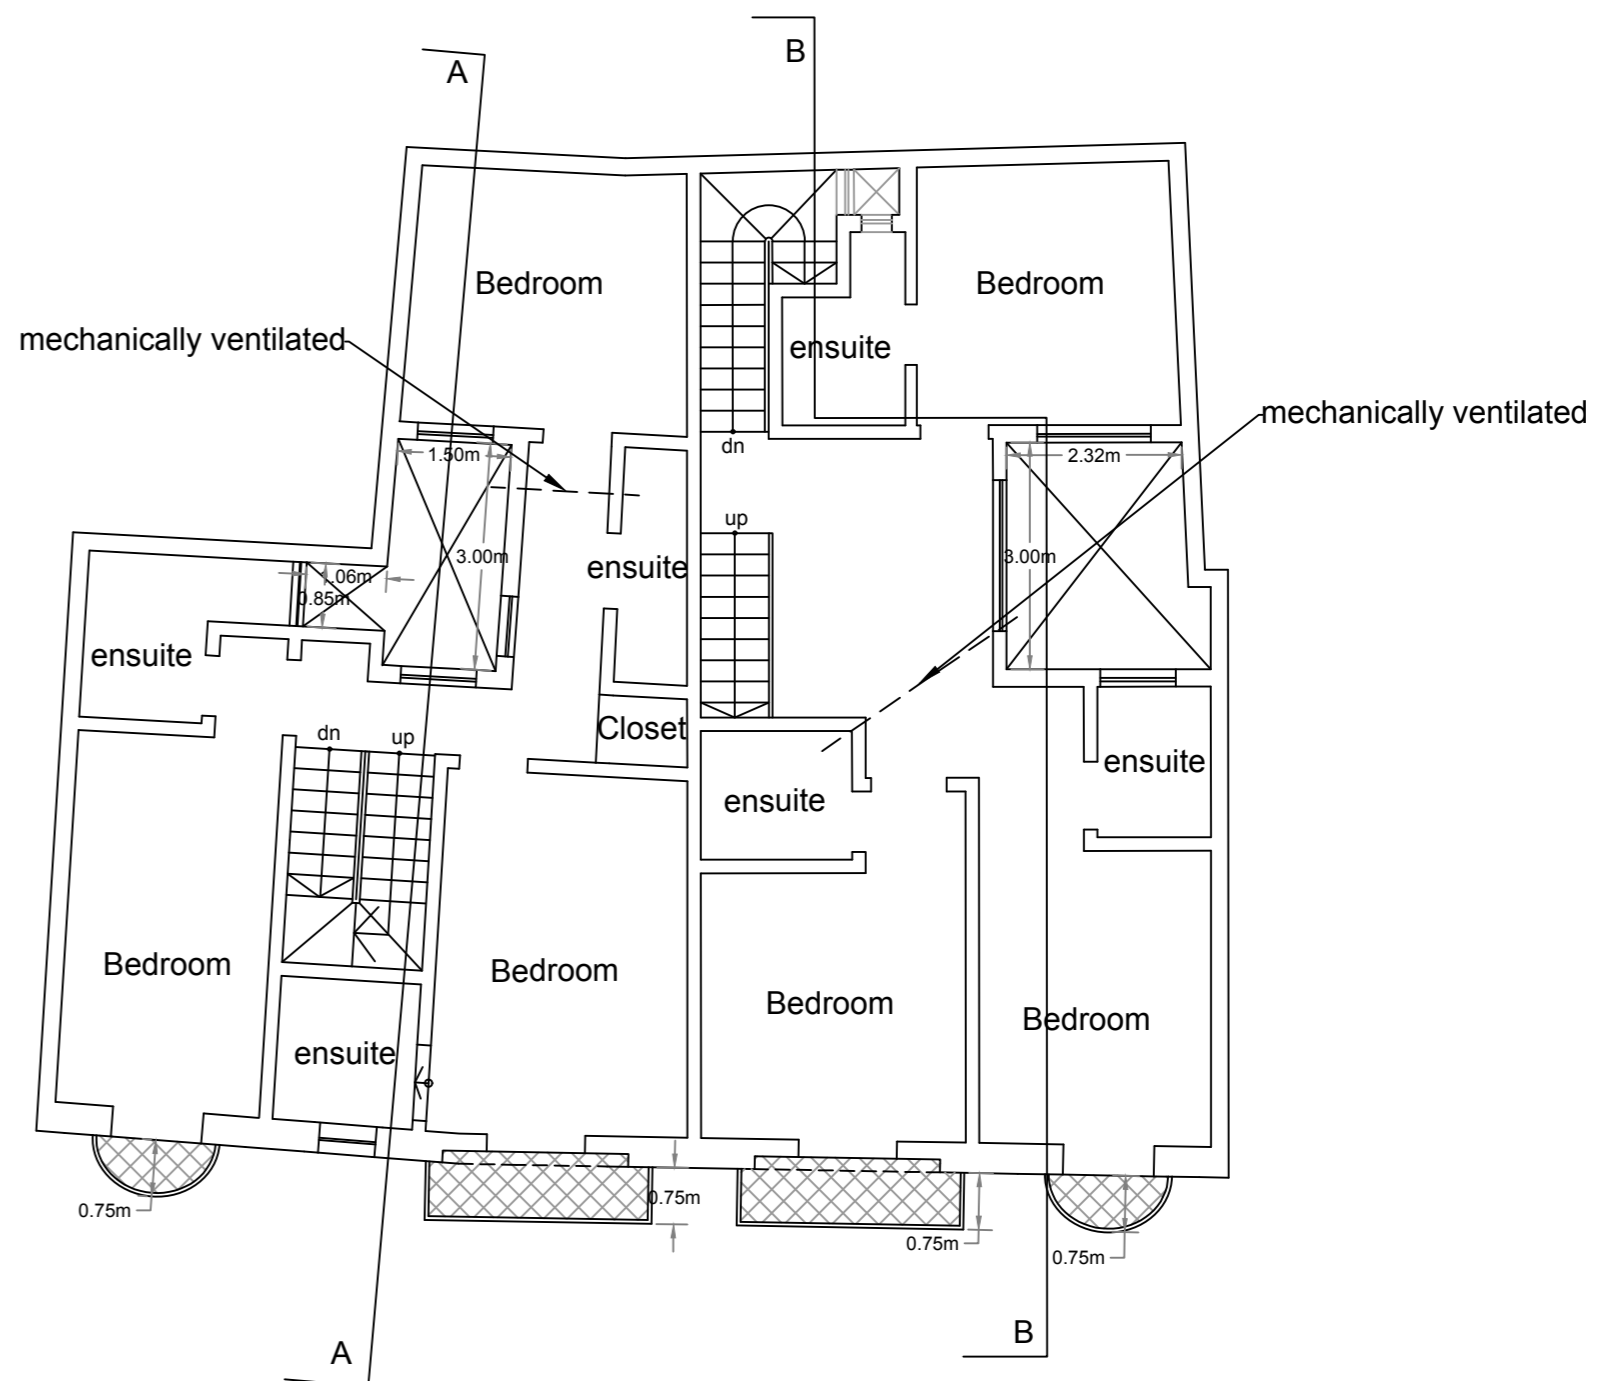 B
A
Bedroom
Bedroom
mechanically ventilated
ensuite
mechanically ventilated
dn
1.50m
2.32m
up
3.00m
3.00m
ensuite
1.06m
0.85m
ensuite
Closet
dn
up
ensuite
ensuite
Bedroom
Bedroom
Bedroom
Bedroom
ensuite
0.75m
0.75m
0.75m
0.75m
B
A